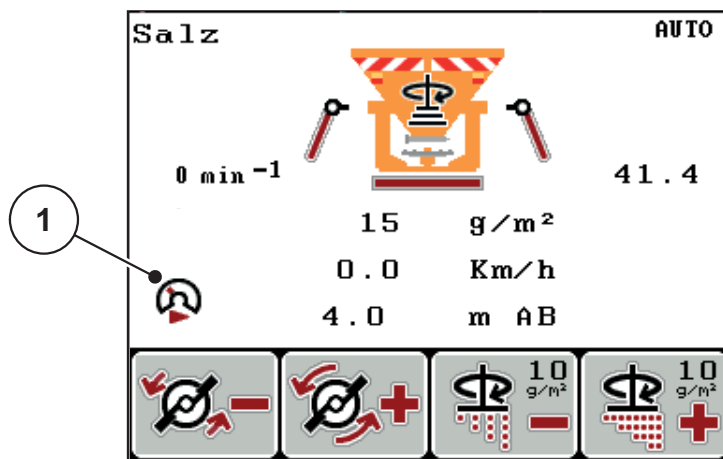 Salz AUTO
0 min⁻¹ 41.4
1
15 g/m²
0.0 Km/h
4.0 m AB
10 10
g/m² g/m²